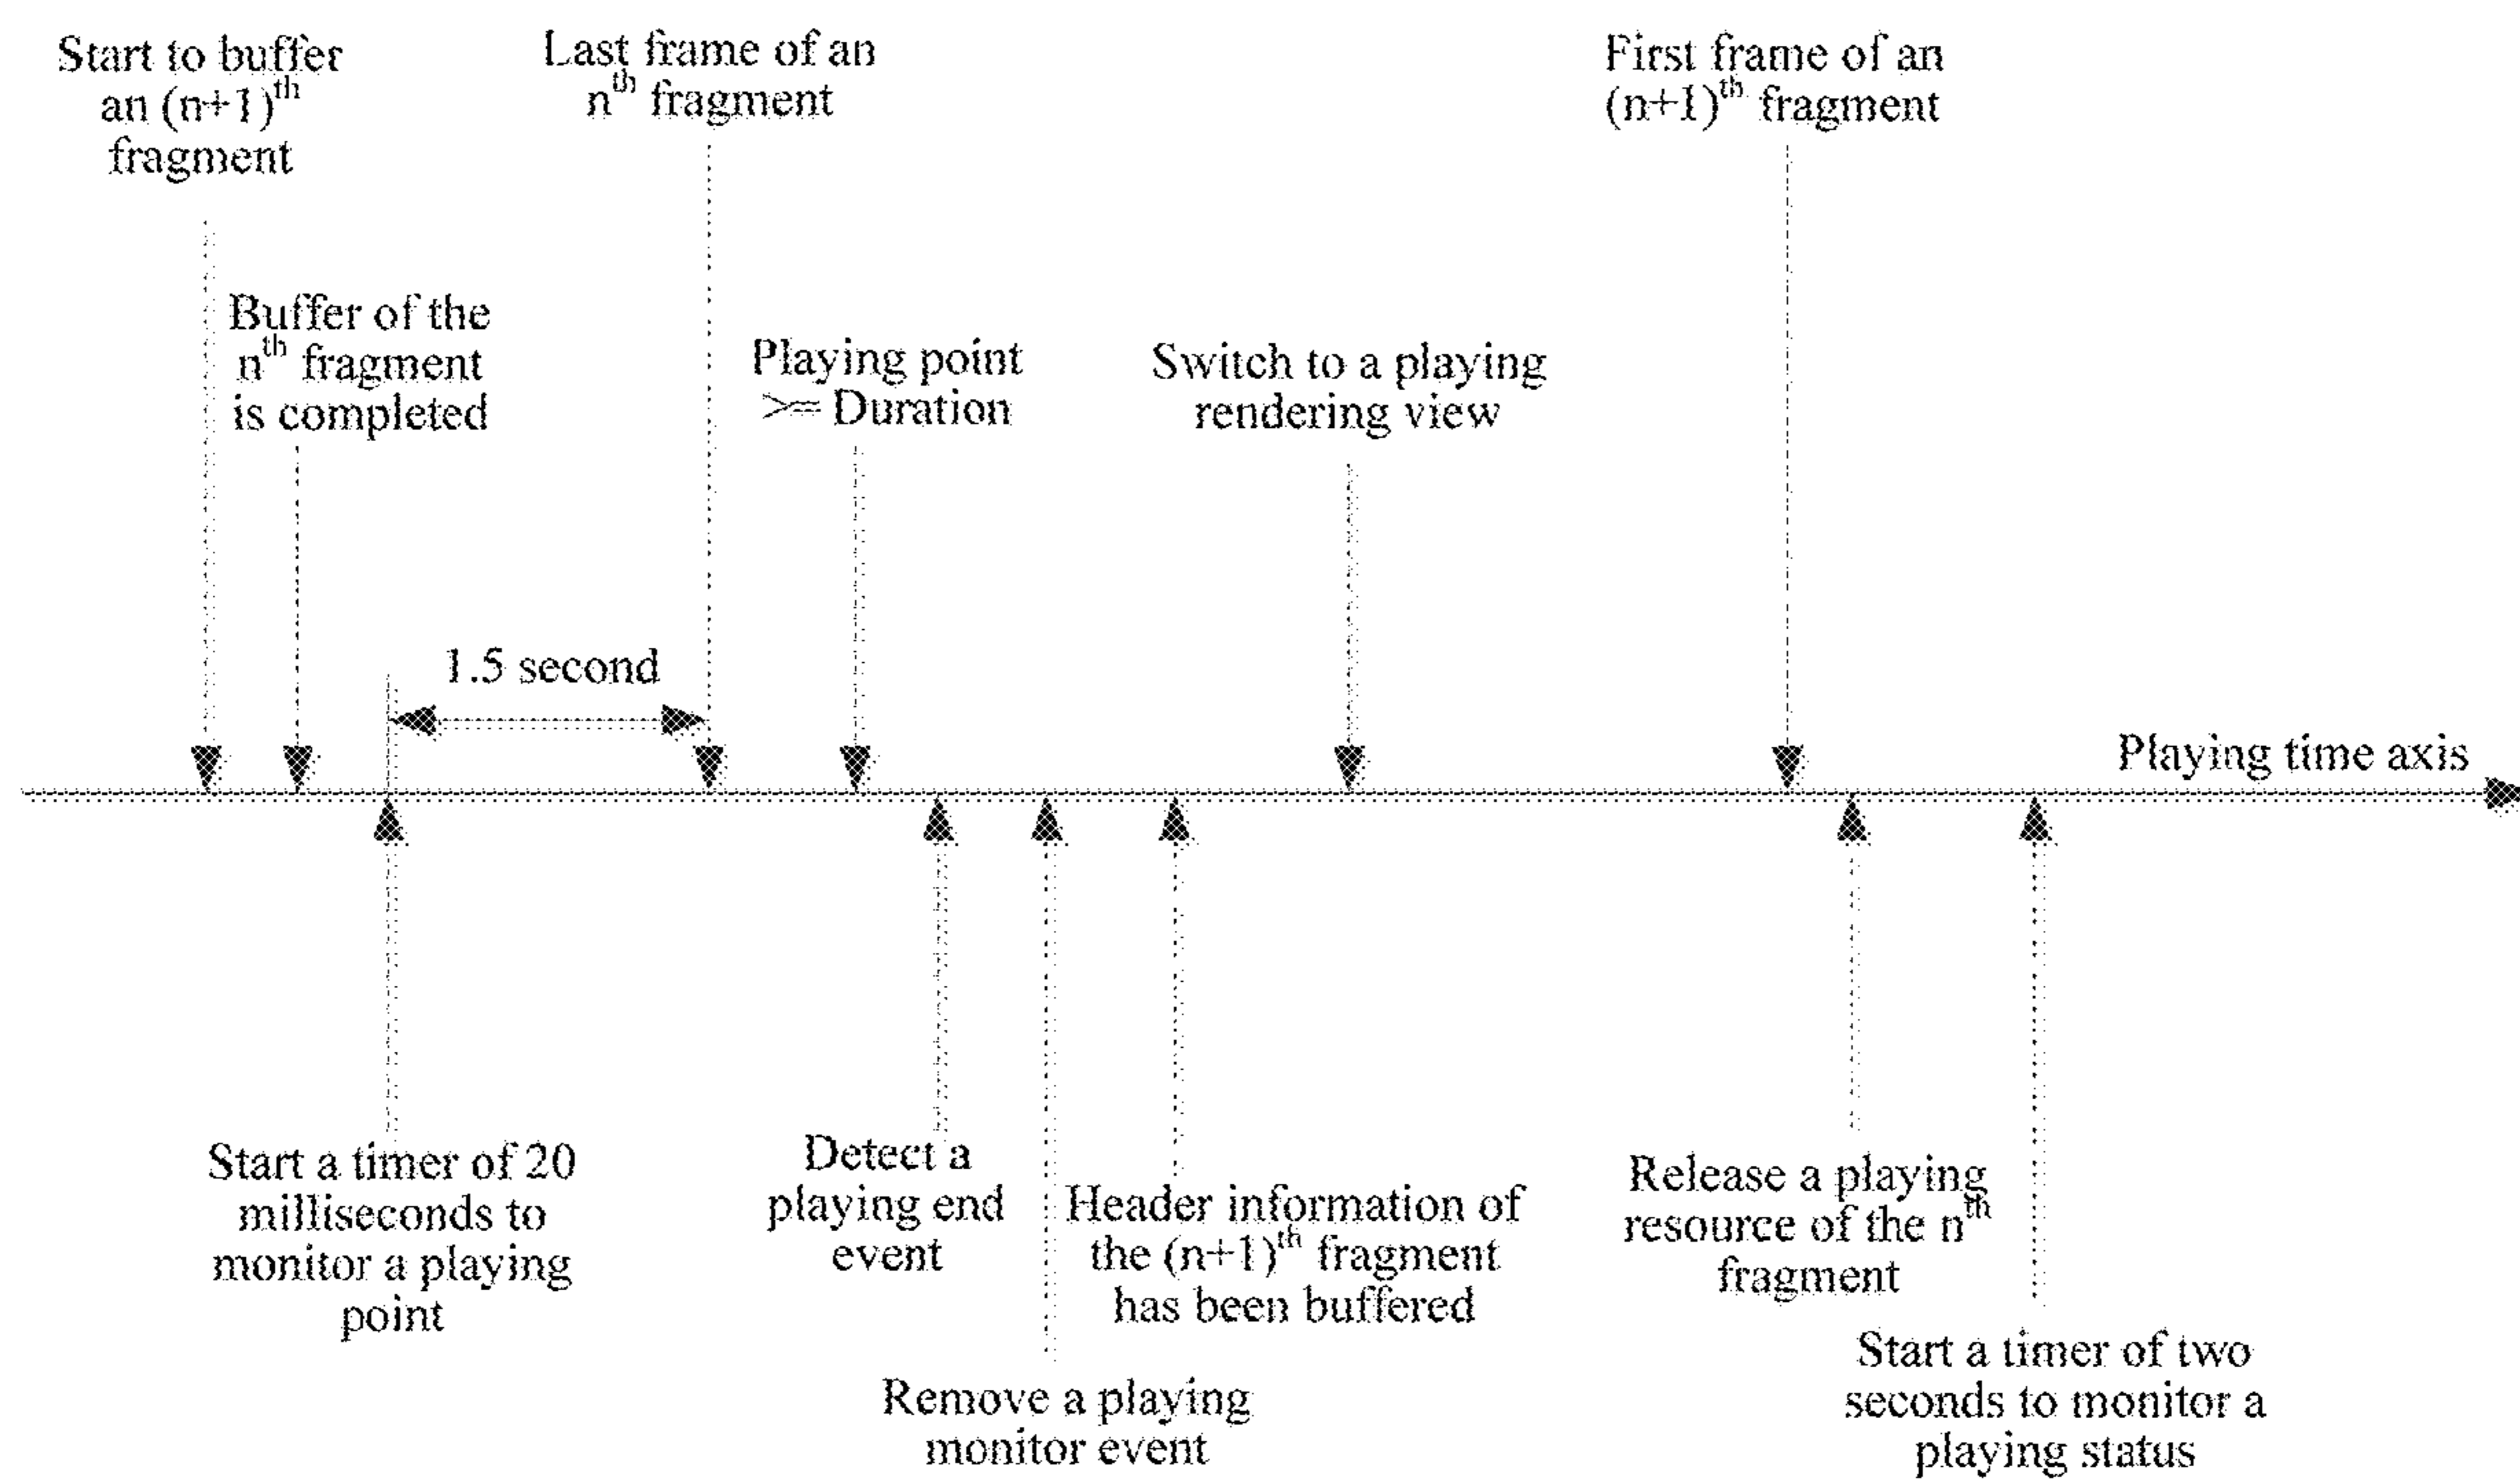 Start to buffer
an (n+1)th
fragment
Last frame of an
nth fragment
First frame of an
(n+1)th fragment
Buffer of the
nth fragment
is completed
Playing point
>= Duration
Switch to a playing
rendering view
1.5 second
Playing time axis
Start a timer of 20
milliseconds to
monitor a playing
point
Detect a
playing end
event
Remove a playing
monitor event
Header information of
the (n+1)th fragment
has been buffered
Release a playing
resource of the nth
fragment
Start a timer of two
seconds to monitor a
playing status